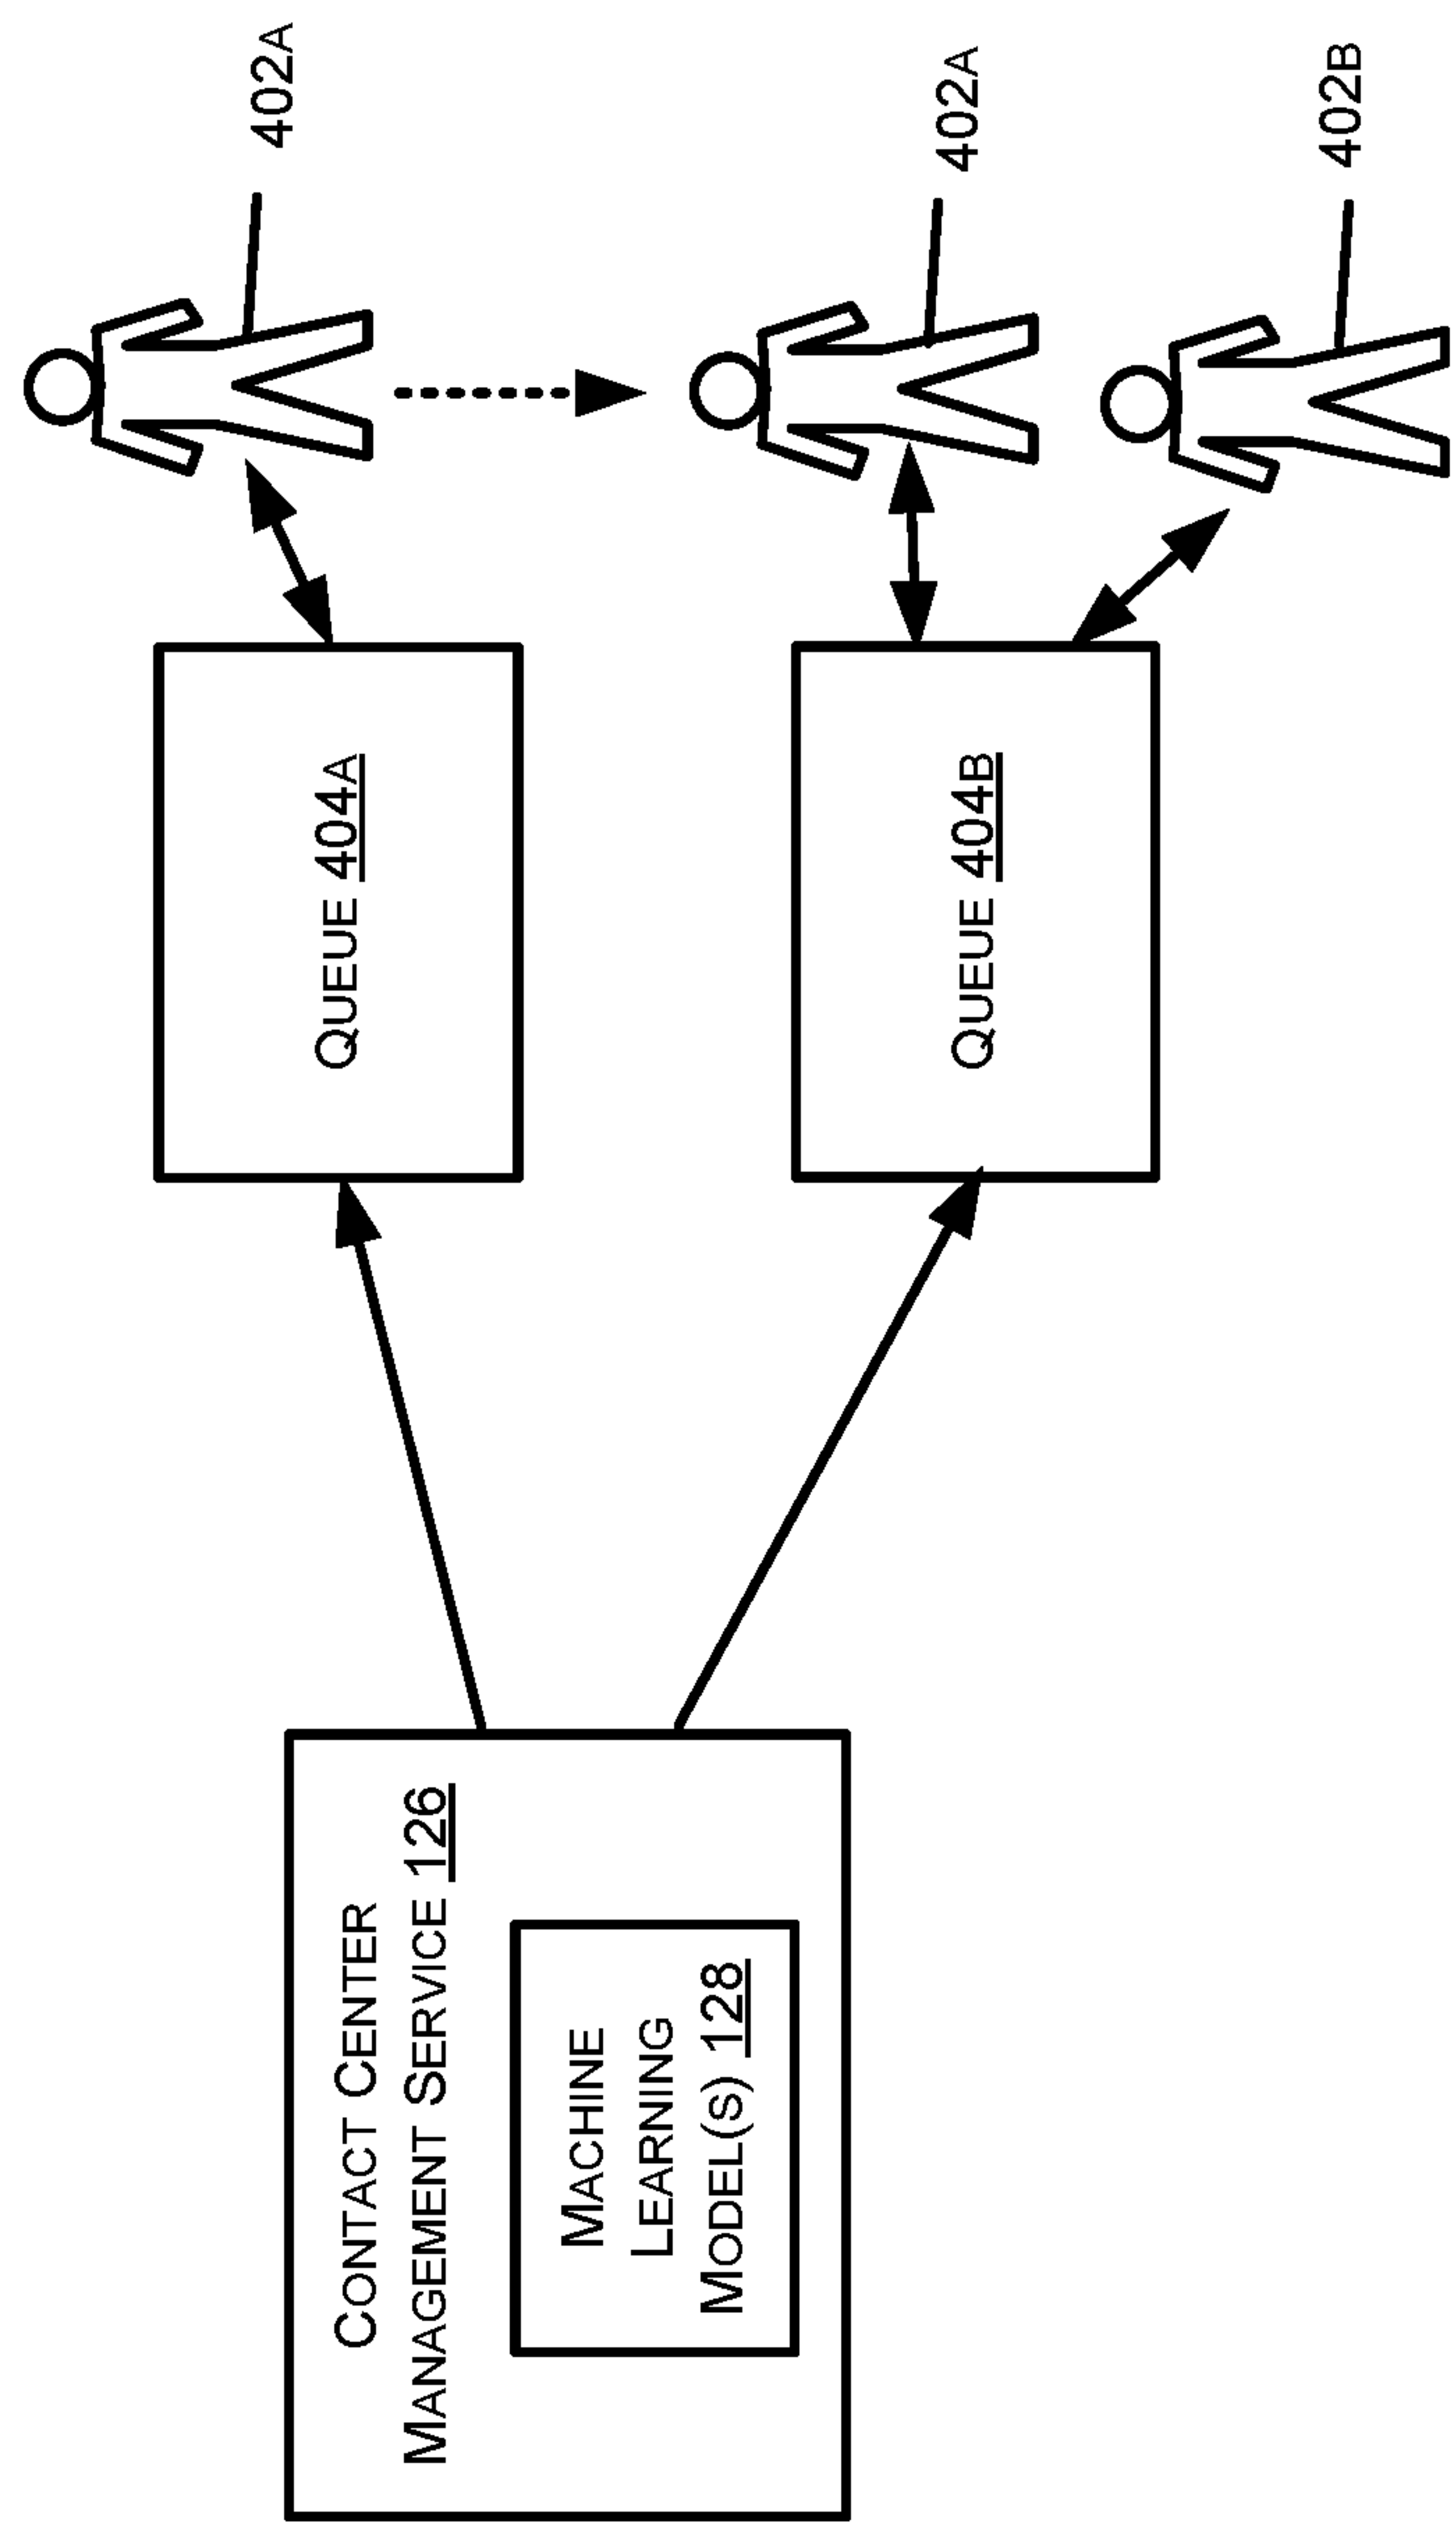 CONTACT CENTER
MANAGEMENT SERVICE 126
MACHINE
LEARNING
MODEL(S) 128
QUEUE 404A
QUEUE 404B
402A
402A
402B